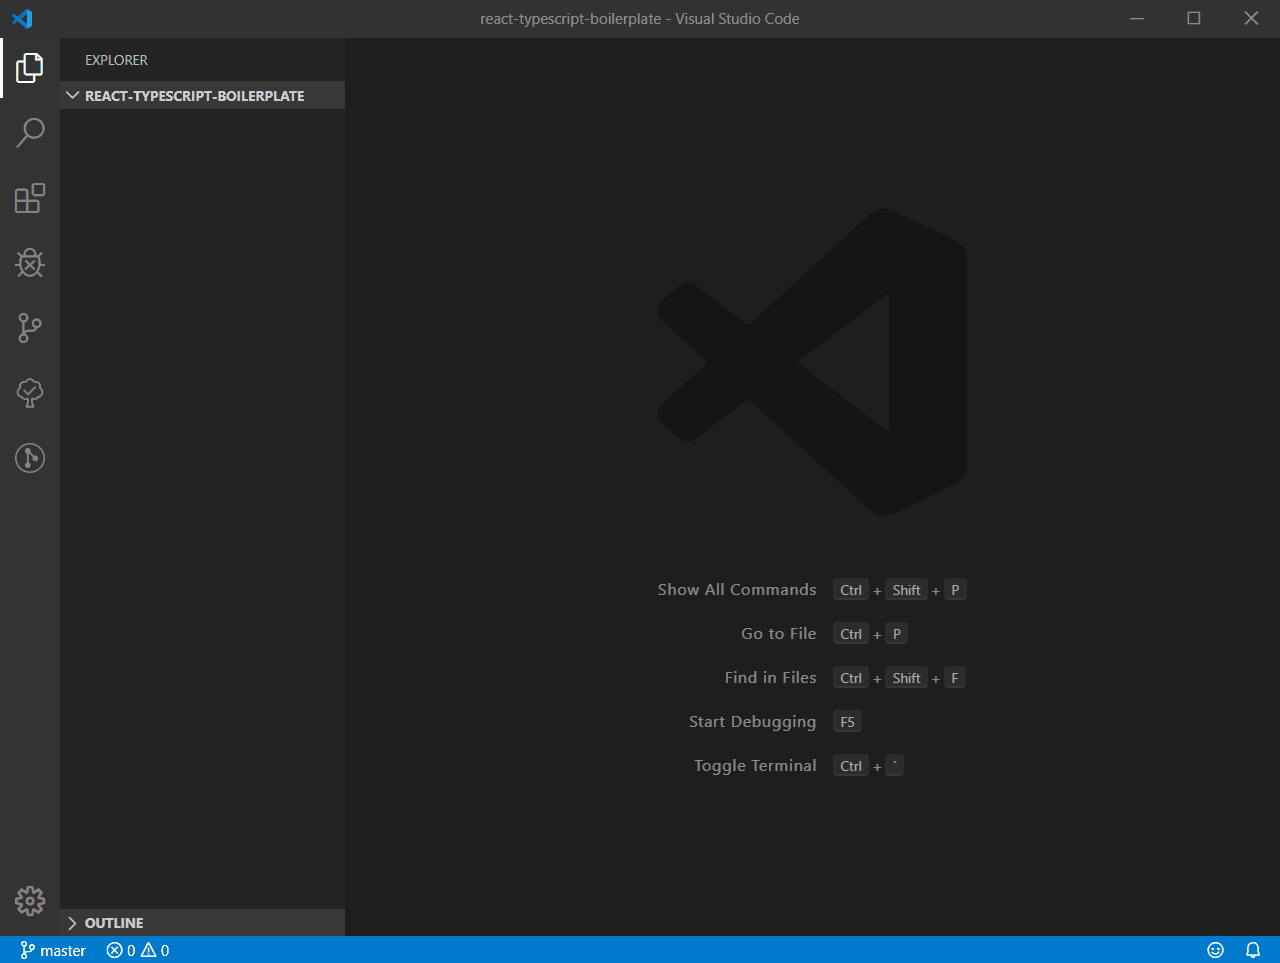 react-typescript-boilerplate - Visual Studio Code
EXPLORER
REACT-TYPESCRIPT-BOILERPLATE
Show All Commands Ctrl + Shift + P
Go to File Ctrl + P
Find in Files Ctrl + Shift + F
Start Debugging F5
Toggle Terminal Ctrl + `
OUTLINE
master 0 0